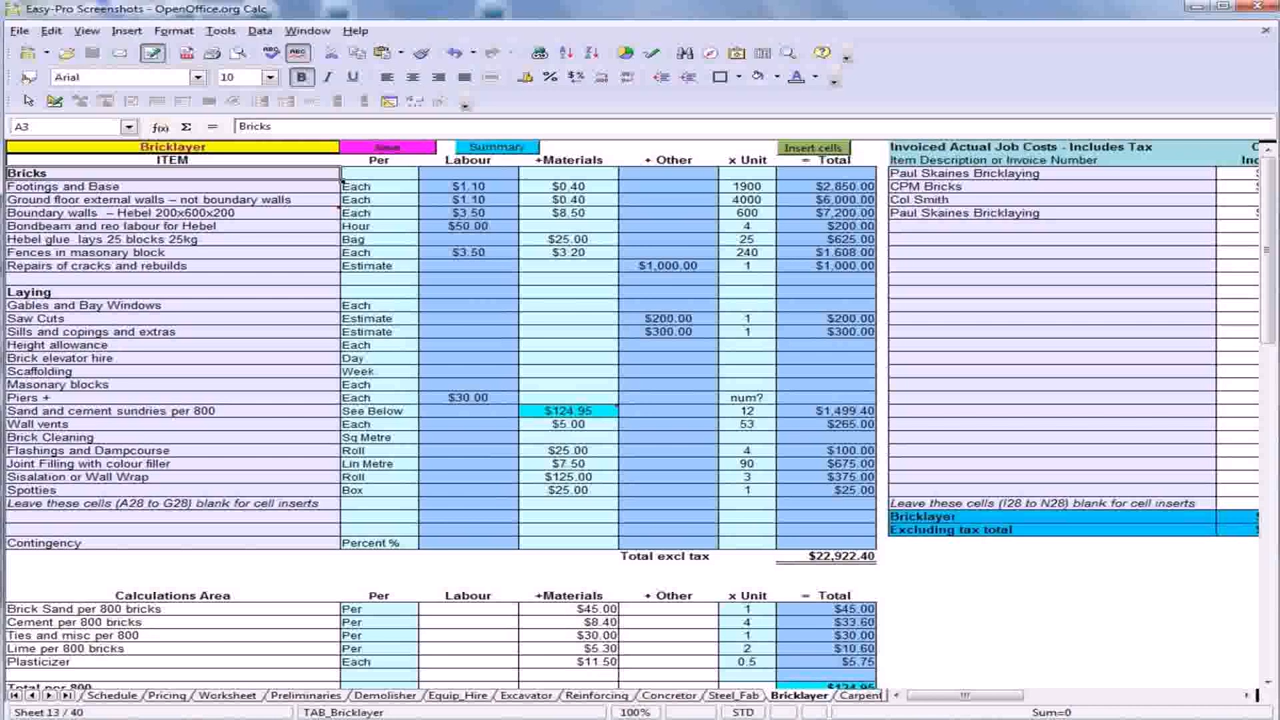 Easy-Pro Screenshots - OpenOffice.org Calc
File Edit View Insert Format Tools Data Window Help
Arial 10
A3 Bricks
Bricklayer Summary Insert cells Invoiced Actual Job Costs - Includes Tax
ITEM Per Labour +Materials + Other x Unit = Total Item Description or Invoice Number
Bricks Paul Skaines Bricklaying
Footings and Base Each $1.10 $0.40 1900 $2,850.00 CPM Bricks
Ground floor external walls – not boundary walls Each $1.10 $0.40 4000 $6,000.00 Col Smith
Boundary walls – Hebel 200x600x200 Each $3.50 $8.50 600 $7,200.00 Paul Skaines Bricklaying
Bondbeam and reo labour for Hebel Hour $50.00 4 $200.00
Hebel glue lays 25 blocks 25kg Bag $25.00 25 $625.00
Fences in masonary block Each $3.50 $3.20 240 $1,608.00
Repairs of cracks and rebuilds Estimate $1,000.00 1 $1,000.00
Laying
Gables and Bay Windows Each
Saw Cuts Estimate $200.00 1 $200.00
Sills and copings and extras Estimate $300.00 1 $300.00
Height allowance Each
Brick elevator hire Day
Scaffolding Week
Masonary blocks Each
Piers + Each $30.00 num?
Sand and cement sundries per 800 See Below $124.95 12 $1,499.40
Wall vents Each $5.00 53 $265.00
Brick Cleaning Sq Metre
Flashings and Dampcourse Roll $25.00 4 $100.00
Joint Filling with colour filler Lin Metre $7.50 90 $675.00
Sisalation or Wall Wrap Roll $125.00 3 $375.00
Spotties Box $25.00 1 $25.00
Leave these cells (A28 to G28) blank for cell inserts Leave these cells (I28 to N28) blank for cell inserts
Bricklayer
Excluding tax total
Contingency Percent %
Total excl tax $22,922.40
Calculations Area Per Labour +Materials + Other x Unit = Total
Brick Sand per 800 bricks Per $45.00 1 $45.00
Cement per 800 bricks Per $8.40 4 $33.60
Ties and misc per 800 Per $30.00 1 $30.00
Lime per 800 bricks Per $5.30 2 $10.60
Plasticizer Each $11.50 0.5 $5.75
Total per 800 $124.95
Schedule Pricing Worksheet Preliminaries Demolisher Equip_Hire Excavator Reinforcing Concretor Steel_Fab Bricklayer Carpent
Sheet 13 / 40 TAB_Bricklayer 100% STD Sum=0